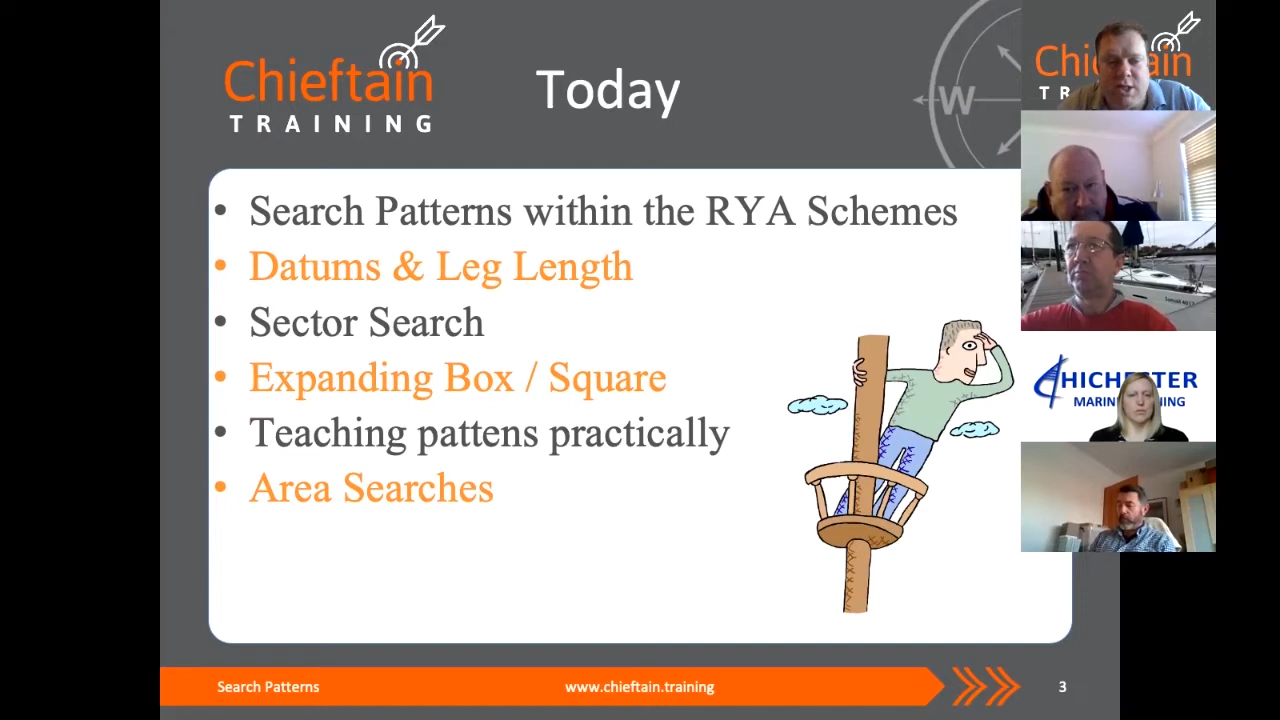 Chieftain
TRAINING
Today
W
• Search Patterns within the RYA Schemes
• Datums & Leg Length
• Sector Search
• Expanding Box / Square
• Teaching pattens practically
• Area Searches
Search Patterns
www.chieftain.training
3